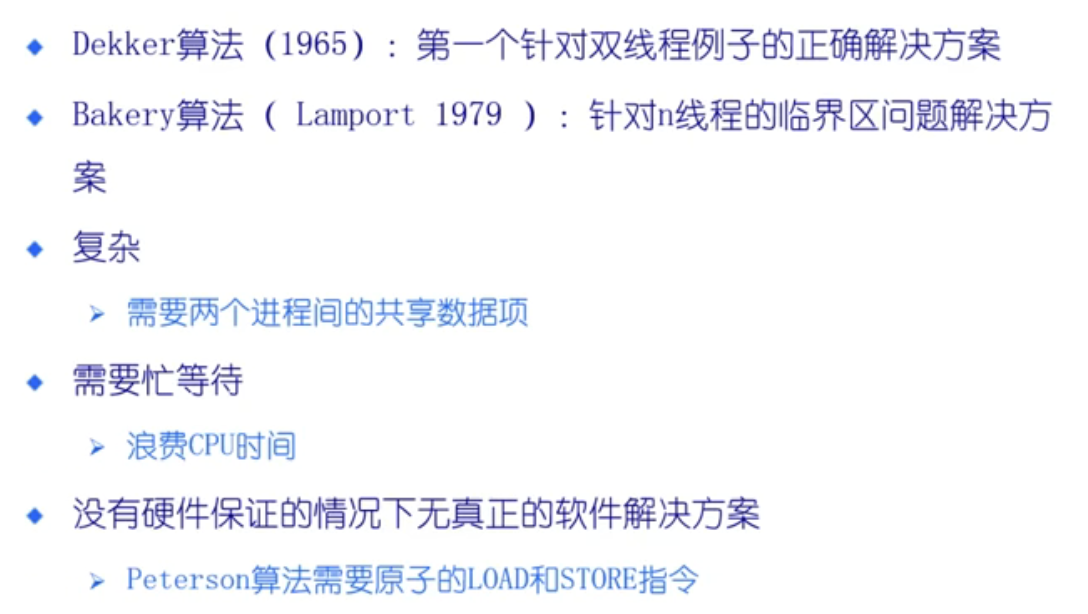 Dekker算法（1965）：第一个针对双线程例子的正确解决方案
Bakery算法（ Lamport 1979 ）：针对n线程的临界区问题解决方
案
复杂
需要两个进程间的共享数据项
需要忙等待
浪费CPU时间
没有硬件保证的情况下无真正的软件解决方案
Peterson算法需要原子的LOAD和STORE指令